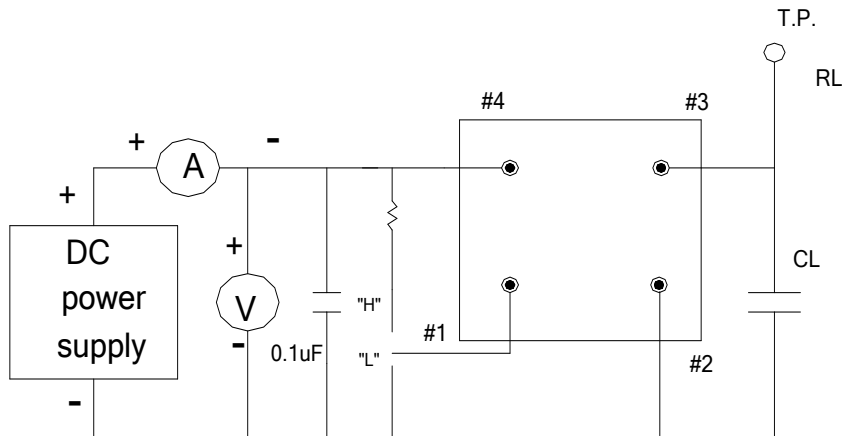 T.P.
RL
#4
#3
+
-
A
+
DC
power
supply
+
V
-
0.1uF
"H"
"L"
#1
CL
#2
-